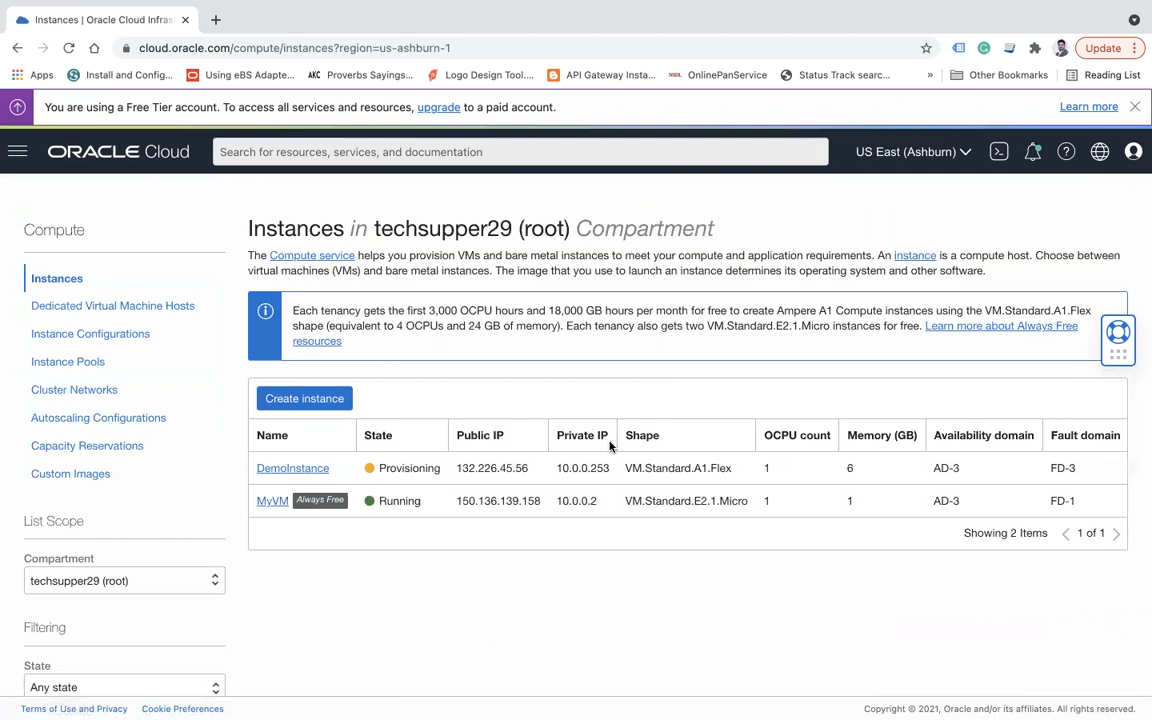 Instances | Oracle Cloud Infras
cloud.oracle.com/compute/instances?region=us-ashburn-1
Update
Apps
Install and Config...
Using eBS Adapte...
AKC Proverbs Sayings...
Logo Design Tool....
API Gateway Insta...
OnlinePanService
Status Track searc...
»
Other Bookmarks
Reading List
You are using a Free Tier account. To access all services and resources, upgrade to a paid account.
Learn more
ORACLE Cloud
Search for resources, services, and documentation
US East (Ashburn)
Compute
Instances
Dedicated Virtual Machine Hosts
Instance Configurations
Instance Pools
Cluster Networks
Autoscaling Configurations
Capacity Reservations
Custom Images
List Scope
Compartment
techsupper29 (root)
Filtering
State
Any state
Instances in techsupper29 (root) Compartment
The Compute service helps you provision VMs and bare metal instances to meet your compute and application requirements. An instance is a compute host. Choose between
virtual machines (VMs) and bare metal instances. The image that you use to launch an instance determines its operating system and other software.
Each tenancy gets the first 3,000 OCPU hours and 18,000 GB hours per month for free to create Ampere A1 Compute instances using the VM.Standard.A1.Flex
shape (equivalent to 4 OCPUs and 24 GB of memory). Each tenancy also gets two VM.Standard.E2.1.Micro instances for free. Learn more about Always Free
resources
Create instance
Name State Public IP Private IP Shape OCPU count Memory (GB) Availability domain Fault domain
DemoInstance Provisioning 132.226.45.56 10.0.0.253 VM.Standard.A1.Flex 1 6 AD-3 FD-3
MyVM Always Free Running 150.136.139.158 10.0.0.2 VM.Standard.E2.1.Micro 1 1 AD-3 FD-1
Showing 2 Items < 1 of 1 >
Terms of Use and Privacy Cookie Preferences
Copyright © 2021, Oracle and/or its affiliates. All rights reserved.